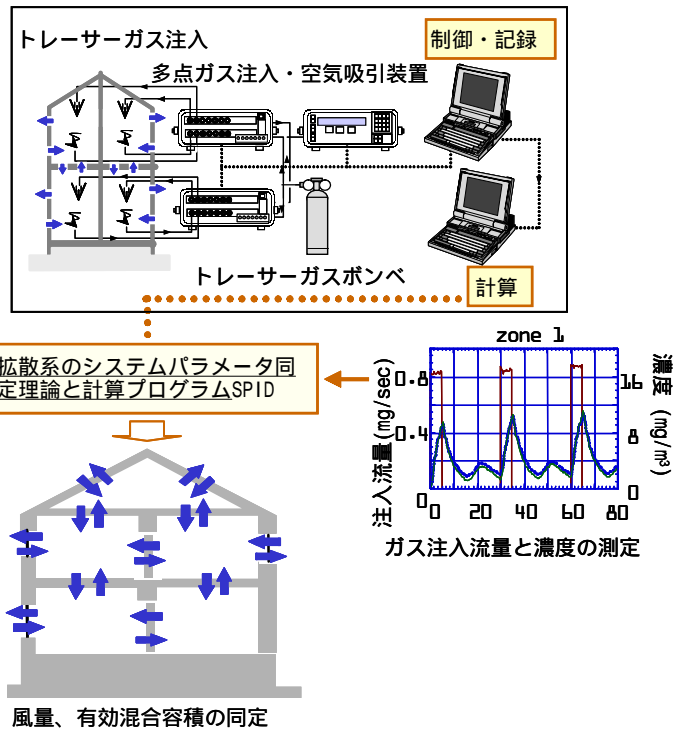 トレーサーガス注入
制御・記録
多点ガス注入・空気吸引装置
トレーサーガスボンベ
計算
拡散系のシステムパラメータ同
定理論と計算プログラムSPID
zone 1
注入流量(mg/sec)
0.8
0.4
0
16
8
0
濃度 (mg/m³)
0 20 40 60 80
ガス注入流量と濃度の測定
風量、有効混合容積の同定